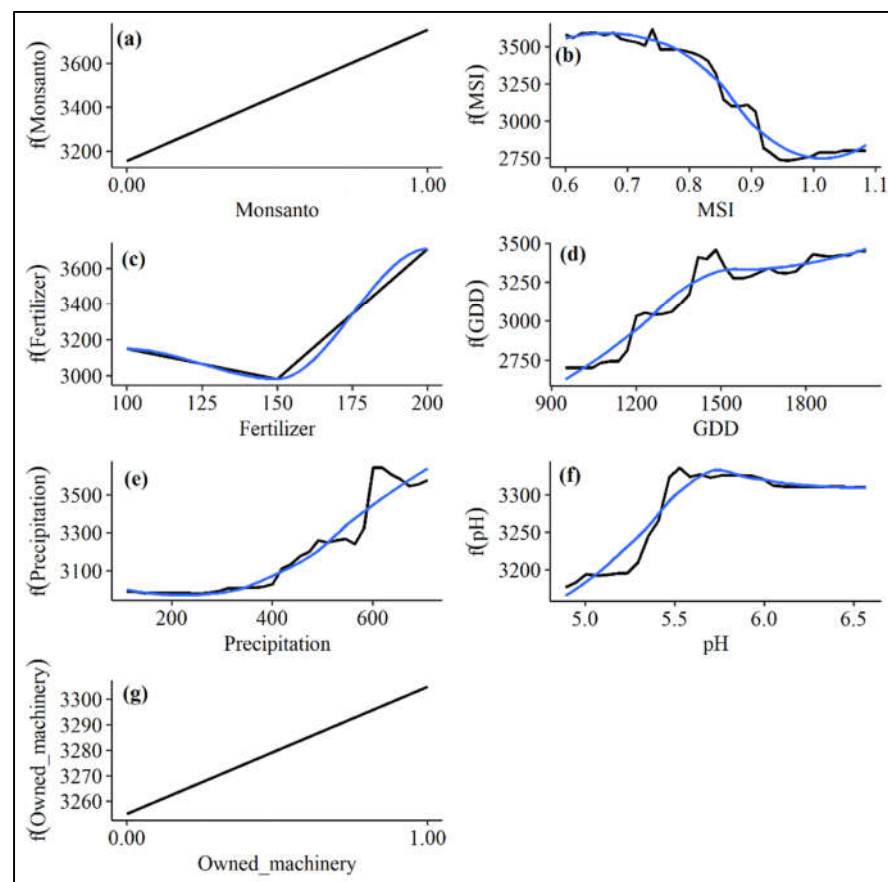 (a)
f(Monsanto)
3600
3400
3200
0.00 1.00
Monsanto
(b)
f(MSI)
3500
3250
3000
2750
0.6 0.7 0.8 0.9 1.0 1.1
MSI
(c)
f(Fertilizer)
3600
3400
3200
3000
100 125 150 175 200
Fertilizer
(d)
f(GDD)
3500
3250
3000
2750
900 1200 1500 1800
GDD
(e)
f(Precipitation)
3500
3300
3100
200 400 600
Precipitation
(f)
f(pH)
3300
3250
3200
5.0 5.5 6.0 6.5
pH
(g)
f(Owned_machinery)
3300
3290
3280
3270
3260
0.00 1.00
Owned_machinery